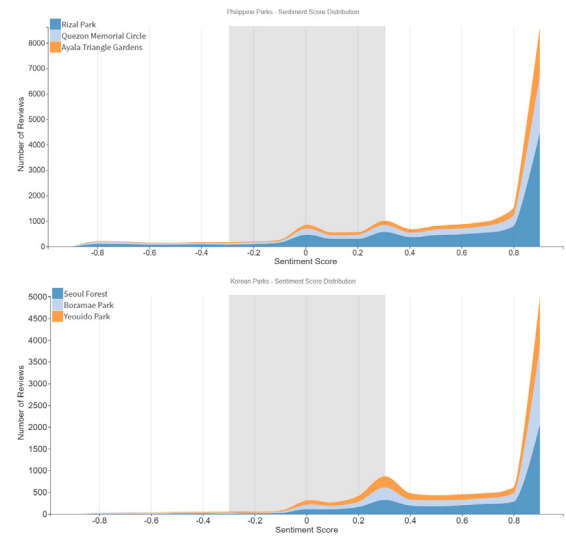 Philippine Parks - Sentiment Score Distribution
Rizal Park
Quezon Memorial Circle
Ayala Triangle Gardens
Number of Reviews
8000
7000
6000
5000
4000
3000
2000
1000
0
-0.8 -0.6 -0.4 -0.2 0 0.2 0.4 0.6 0.8
Sentiment Score
Korean Parks - Sentiment Score Distribution
Seoul Forest
Boramae Park
Yeouido Park
Number of Reviews
5000
4500
4000
3500
3000
2500
2000
1500
1000
500
0
-0.8 -0.6 -0.4 -0.2 0.0 0.2 0.4 0.6 0.8
Sentiment Score